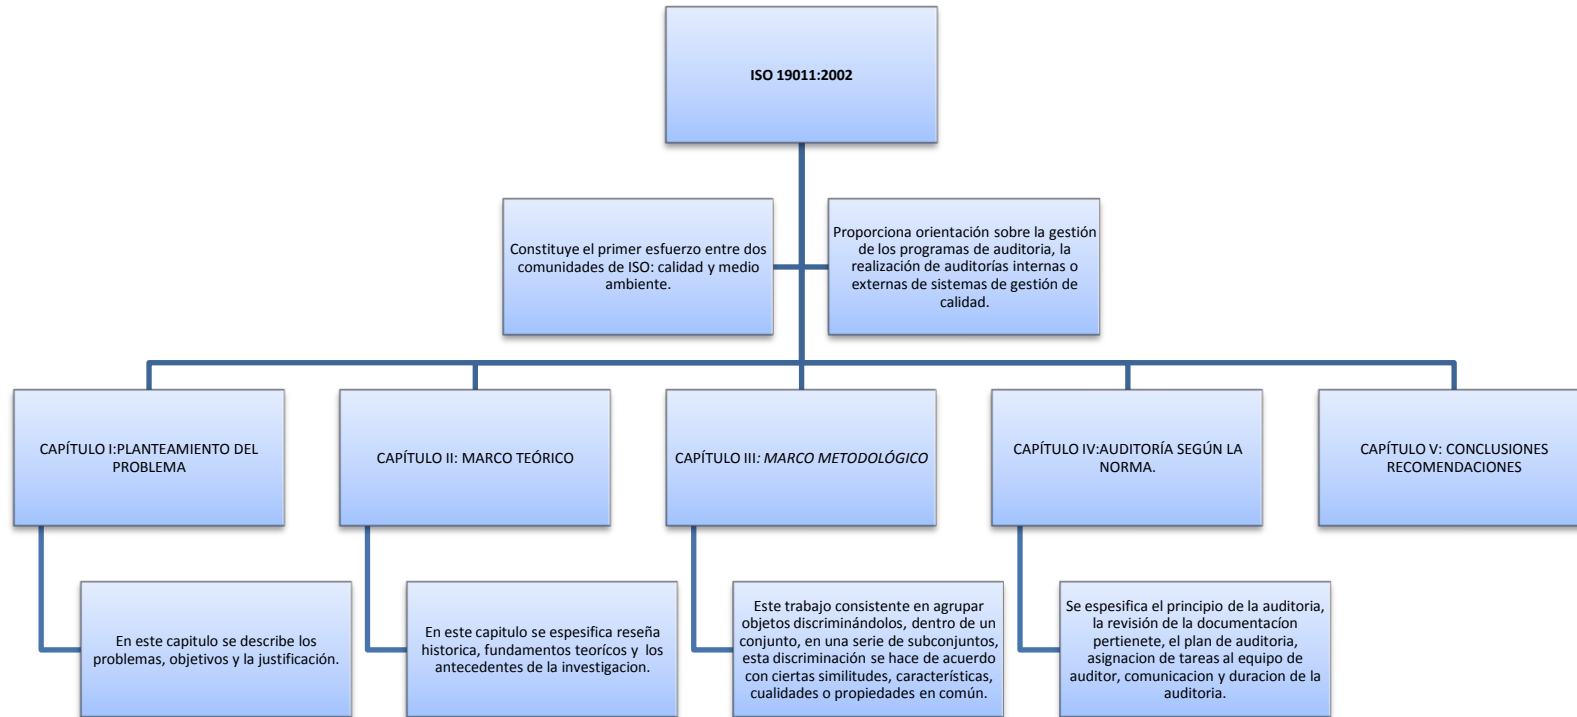 ISO 19011:2002
Constituye el primer esfuerzo entre dos
comunidades de ISO: calidad y medio
ambiente.
Proporciona orientación sobre la gestión
de los programas de auditoria, la
realización de auditorías internas o
externas de sistemas de gestión de
calidad.
CAPÍTULO I:PLANTEAMIENTO DEL
PROBLEMA
CAPÍTULO II: MARCO TEÓRICO
CAPÍTULO III: MARCO METODOLÓGICO
CAPÍTULO IV:AUDITORÍA SEGÚN LA
NORMA.
CAPÍTULO V: CONCLUSIONES
RECOMENDACIONES
En este capitulo se describe los
problemas, objetivos y la justificación.
En este capitulo se espesifica reseña
historica, fundamentos teorícos y  los
antecedentes de la investigacion.
Este trabajo consistente en agrupar
objetos discriminándolos, dentro de un
conjunto, en una serie de subconjuntos,
esta discriminación se hace de acuerdo
con ciertas similitudes, características,
cualidades o propiedades en común.
Se espesifica el principio de la auditoria,
la revisión de la documentacíon
pertienete, el plan de auditoria,
asignacion de tareas al equipo de
auditor, comunicacion y duracion de la
auditoria.